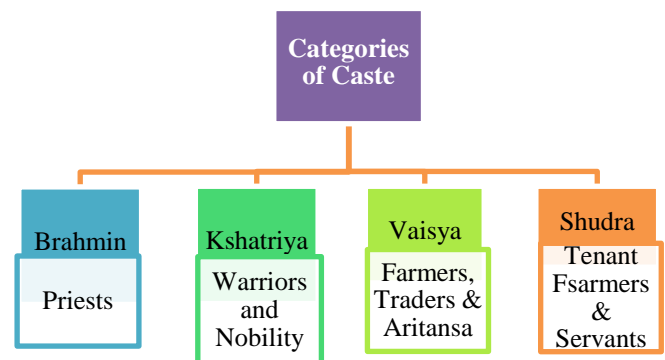 Categories
of Caste
Brahmin
Priests
Kshatriya
Warriors
and
Nobility
Vaisya
Farmers,
Traders &
Aritansa
Shudra
Tenant
Fsarmers
&
Servants